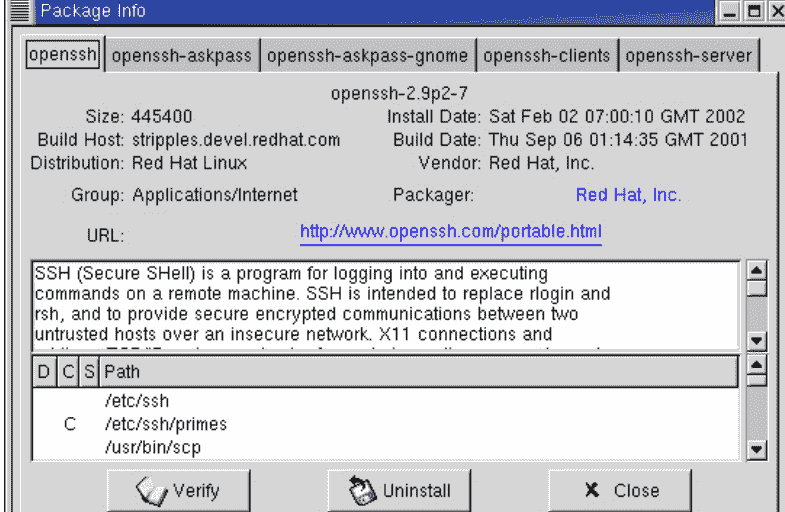 Package Info
openssh openssh-askpass openssh-askpass-gnome openssh-clients openssh-server
openssh-2.9p2-7
Size: 445400 Install Date: Sat Feb 02 07:00:10 GMT 2002
Build Host: stripples.devel.redhat.com Build Date: Thu Sep 06 01:14:35 GMT 2001
Distribution: Red Hat Linux Vendor: Red Hat, Inc.
Group: Applications/Internet Packager: Red Hat, Inc.
URL: http://www.openssh.com/portable.html
SSH (Secure SHell) is a program for logging into and executing
commands on a remote machine. SSH is intended to replace rlogin and
rsh, and to provide secure encrypted communications between two
untrusted hosts over an insecure network. X11 connections and
D C S Path
/etc/ssh
C /etc/ssh/primes
/usr/bin/scp
Verify Uninstall Close